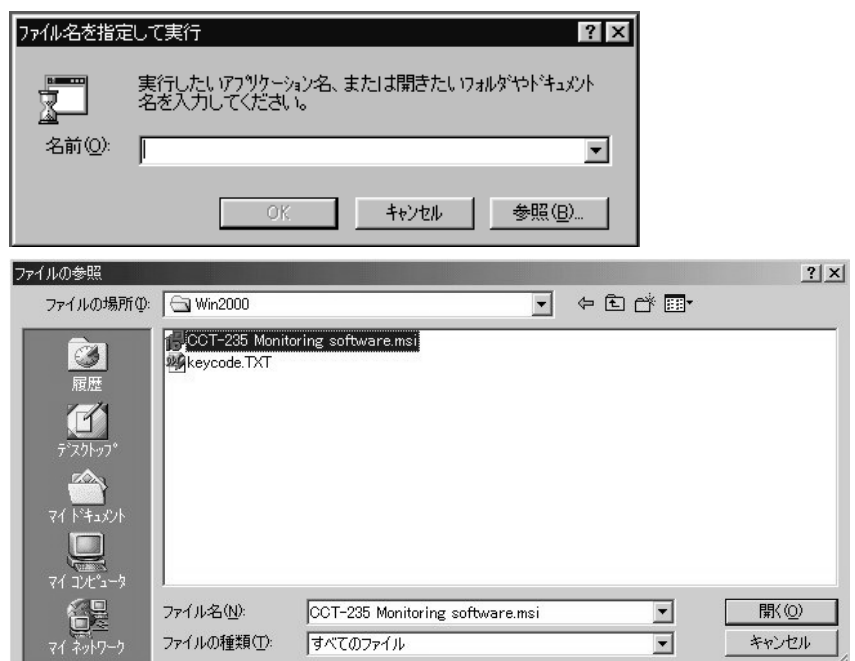 ファイル名を指定して実行
実行したいアプリケーション名、または開きたいフォルダやドキュメント
名を入力してください。
名前(O):
OK
キャンセル
参照(B)...
ファイルの参照
ファイルの場所(I):
Win2000
CCT-235 Monitoring software.msi
keycode.TXT
履歴
デスクトップ
マイ ドキュメント
マイ コンピュータ
マイ ネットワーク
ファイル名(N):
CCT-235 Monitoring software.msi
開く(O)
ファイルの種類(T):
すべてのファイル
キャンセル